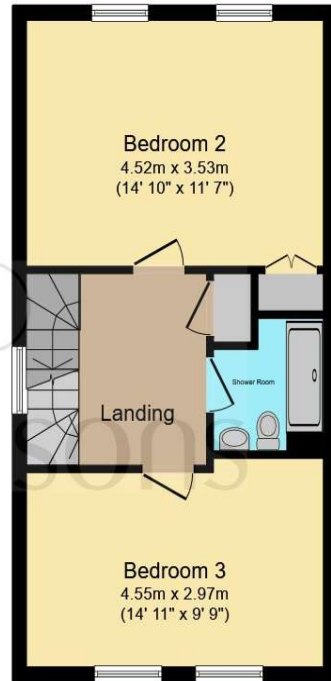 Bedroom 2
4.52m x 3.53m
(14' 10" x 11' 7")
Shower Room
Landing
sons
Bedroom 3
4.55m x 2.97m
(14' 11" x 9' 9")